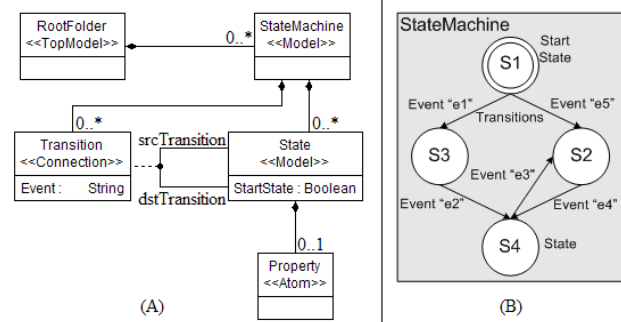 RootFolder
<<TopModel>>
0..*
StateMachine
<<Model>>
0..*
0..*
Transition
<<Connection>>
Event : String
srcTransition
dstTransition
State
<<Model>>
StartState : Boolean
0..1
Property
<<Atom>>
(A)
StateMachine
S1
Start
State
Event "e1"
Event "e5"
Transitions
S3
S2
Event "e3"
Event "e2"
Event "e4"
S4
State
(B)